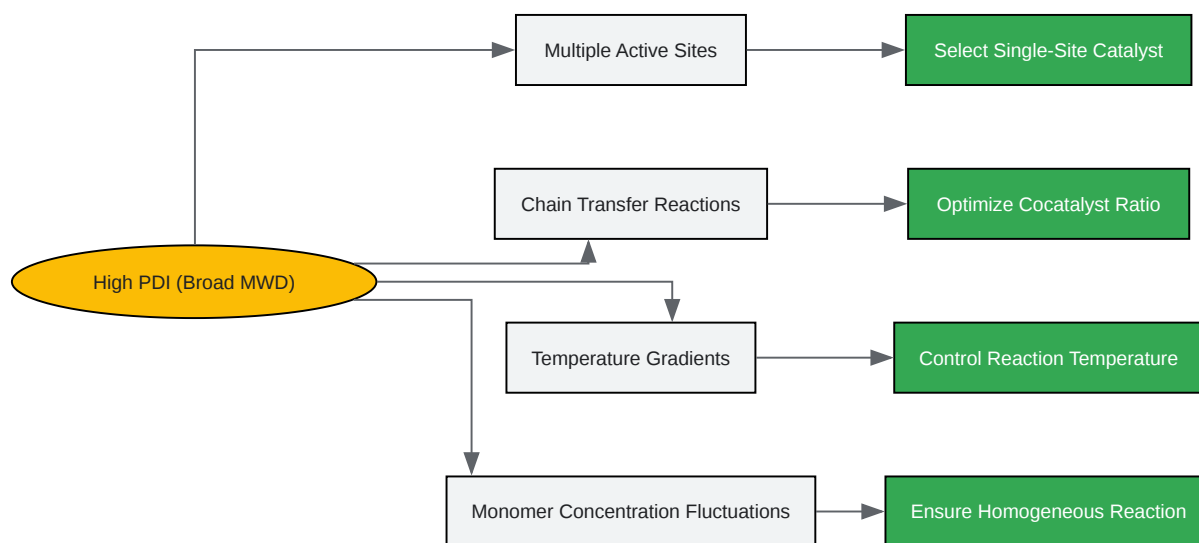 Multiple Active Sites
Select Single-Site Catalyst
Chain Transfer Reactions
Optimize Cocatalyst Ratio
High PDI (Broad MWD)
Temperature Gradients
Control Reaction Temperature
Monomer Concentration Fluctuations
Ensure Homogeneous Reaction